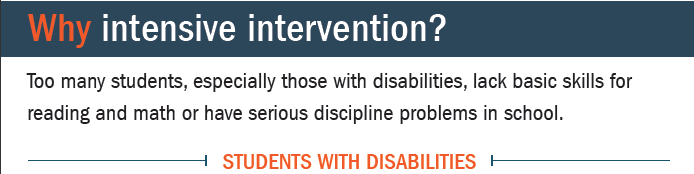 Why intensive intervention?
Too many students, especially those with disabilities, lack basic skills for
reading and math or have serious discipline problems in school.
STUDENTS WITH DISABILITIES